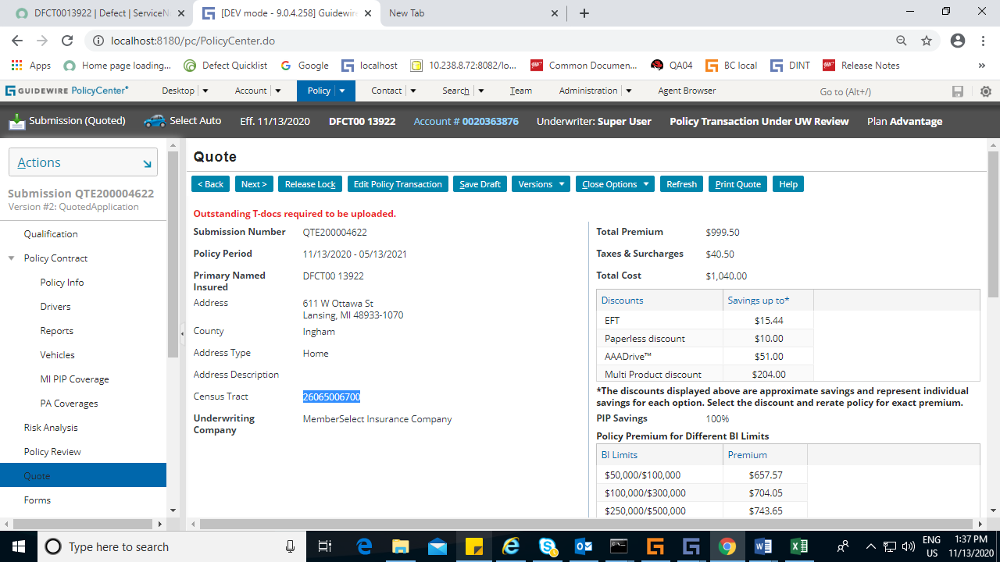 DFCT0013922 | Defect | ServiceN
[DEV mode - 9.0.4.258] Guidewire
New Tab
localhost:8180/pc/PolicyCenter.do
Apps
Home page loading...
Defect Quicklist
Google
localhost
10.238.8.72:8082/lo...
Common Documen...
QA04
BC local
DINT
Release Notes
GUIDEWIRE PolicyCenter
Desktop
Account
Policy
Contact
Search
Team
Administration
Agent Browser
Go to (Alt+/)
Submission (Quoted)
Select Auto
Eff. 11/13/2020
DFCT00 13922
Account # 0020363876
Underwriter: Super User
Policy Transaction Under UW Review
Plan Advantage
Actions
Submission QTE200004622
Version #2: QuotedApplication
Qualification
Policy Contract
Policy Info
Drivers
Reports
Vehicles
MI PIP Coverage
PA Coverages
Risk Analysis
Policy Review
Quote
Forms
Quote
< Back
Next >
Release Lock
Edit Policy Transaction
Save Draft
Versions
Close Options
Refresh
Print Quote
Help
Outstanding T-docs required to be uploaded.
Submission Number QTE200004622
Policy Period 11/13/2020 - 05/13/2021
Primary Named Insured DFCT00 13922
Address 611 W Ottawa St
Lansing, MI 48933-1070
County Ingham
Address Type Home
Address Description
Census Tract 26065006700
Underwriting Company MemberSelect Insurance Company
Total Premium $999.50
Taxes & Surcharges $40.50
Total Cost $1,040.00
Discounts Savings up to*
EFT $15.44
Paperless discount $10.00
AAADrive™ $51.00
Multi Product discount $204.00
*The discounts displayed above are approximate savings and represent individual
savings for each option. Select the discount and rerate policy for exact premium.
PIP Savings 100%
Policy Premium for Different BI Limits
BI Limits Premium
$50,000/$100,000 $657.57
$100,000/$300,000 $704.05
$250,000/$500,000 $743.65
Type here to search
ENG
US
1:37 PM
11/13/2020